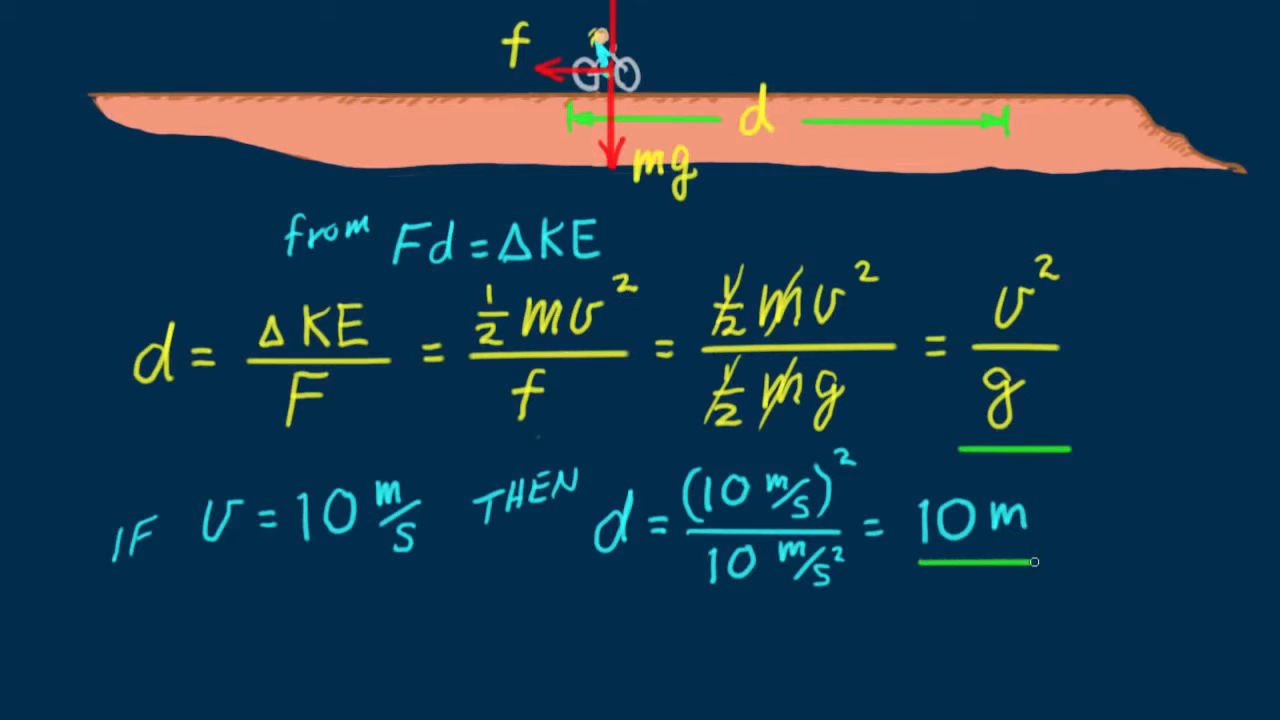 f
d
mg
from Fd = ΔKE
d = ΔKE/F = ½mv²/f = ½mv²/½mg = v²/g
IF v = 10 m/s THEN d = (10 m/s)²/10 m/s² = 10 m